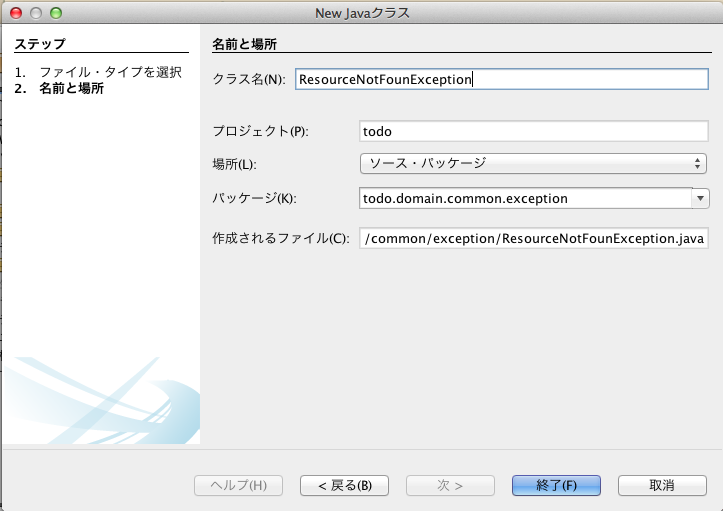 New Javaクラス
ステップ
1. ファイル・タイプを選択
2. 名前と場所
名前と場所
クラス名(N): ResourceNotFounException
プロジェクト(P): todo
場所(L): ソース・パッケージ
パッケージ(K): todo.domain.common.exception
作成されるファイル(C): /common/exception/ResourceNotFounException.java
ヘルプ(H) < 戻る(B) 次 > 終了(F) 取消